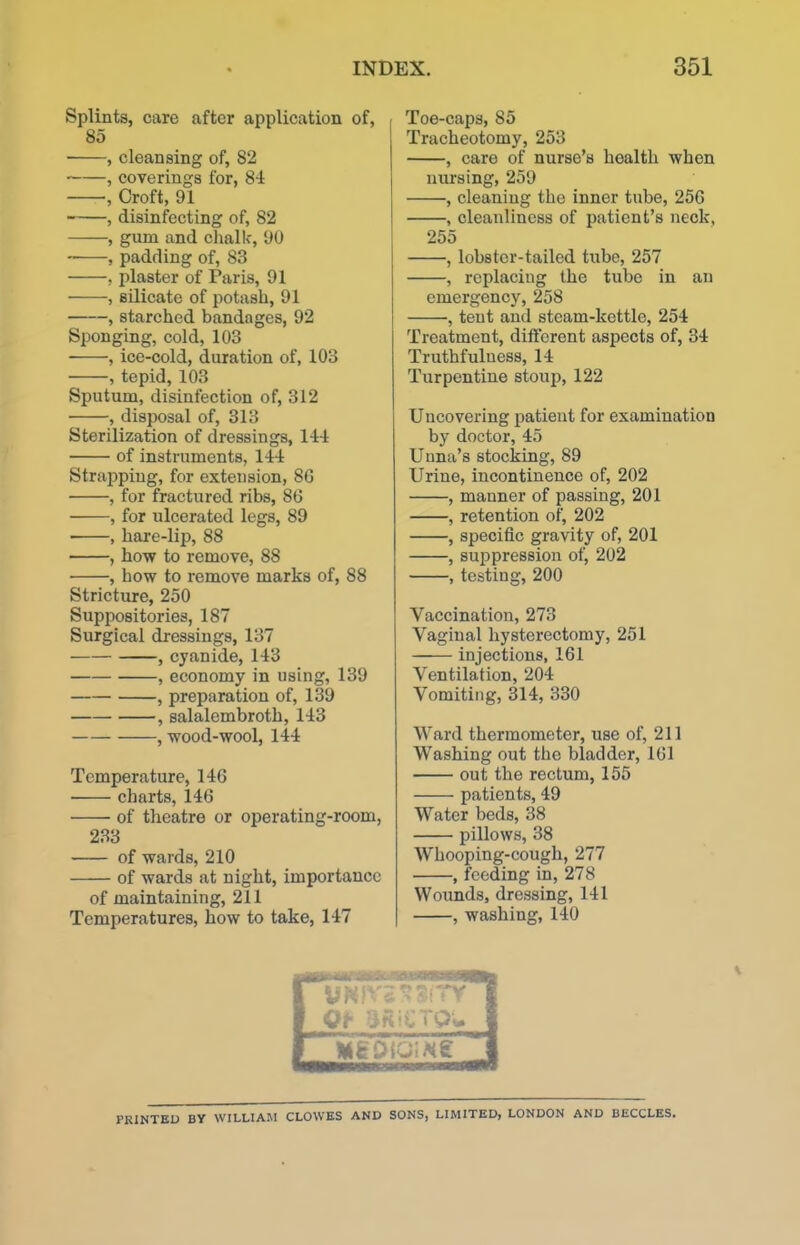 INDEX. 351
Splints, care after application of,
85
——, cleansing of, 82
——, coverings for, 84
——, Croft, 91
——, disinfecting of, 82
——, gum and chalk, 90
——, padding of, 83
——, plaster of Paris, 91
——, silicate of potash, 91
——, starched bandages, 92
Sponging, cold, 103
——, ice-cold, duration of, 103
——, tepid, 103
Sputum, disinfection of, 312
——, disposal of, 313
Sterilization of dressings, 144
—— of instruments, 144
Strapping, for extension, 86
——, for fractured ribs, 86
——, for ulcerated legs, 89
——, hare-lip, 88
——, how to remove, 88
——, how to remove marks of, 88
Stricture, 250
Suppositories, 187
Surgical dressings, 137
—— ——, cyanide, 143
—— ——, economy in using, 139
—— ——, preparation of, 139
—— ——, salalembroth, 143
—— ——, wood-wool, 144
Temperature, 146
—— charts, 146
—— of theatre or operating-room,
233
—— of wards, 210
—— of wards at night, importance
of maintaining, 211
Temperatures, how to take, 147
Toe-caps, 85
Tracheotomy, 253
——, care of nurse's health when
nursing, 259
——, cleaning the inner tube, 256
——, cleanliness of patient's neck,
255
——, lobster-tailed tube, 257
——, replacing the tube in an
emergency, 258
——, tent and steam-kettle, 254
Treatment, different aspects of, 34
Truthfulness, 14
Turpentine stoup, 122
Uncovering patient for examination
by doctor, 45
Unna's stocking, 89
Urine, incontinence of, 202
——, manner of passing, 201
——, retention of, 202
——, specific gravity of, 201
——, suppression of, 202
——, testing, 200
Vaccination, 273
Vaginal hysterectomy, 251
—— injections, 161
Ventilation, 204
Vomiting, 314, 330
Ward thermometer, use of, 211
Washing out the bladder, 161
—— out the rectum, 155
—— patients, 49
Water beds, 38
—— pillows, 38
Whooping-cough, 277
——, feeding in, 278
Wounds, dressing, 141
——, washing, 140
UNIVERSITY
OF BRISTOL
MEDICINE
PRINTED BY WILLIAM CLOWES AND SONS, LIMITED, LONDON AND BECCLES.